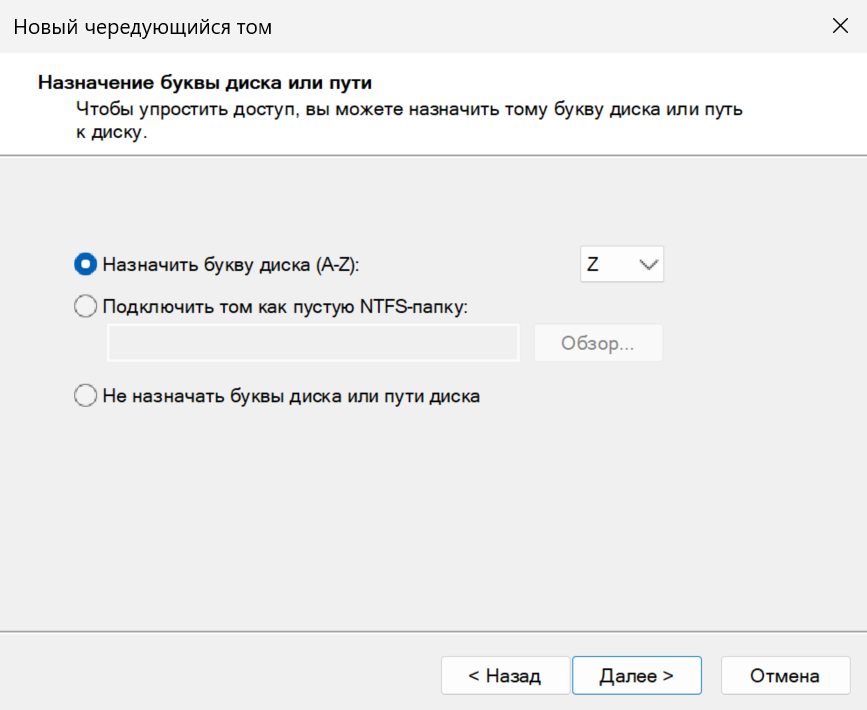 Новый чередующийся том
Назначение буквы диска или пути
Чтобы упростить доступ, вы можете назначить тому букву диска или путь
к диску.
Назначить букву диска (A-Z):
Z
Подключить том как пустую NTFS-папку:
Обзор...
Не назначать буквы диска или пути диска
< Назад
Далее >
Отмена